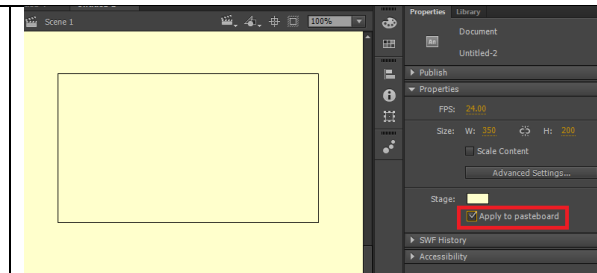 Scene 1
100%
Properties Library
Document
Untitled-2
Publish
Properties
FPS: 24.00
Size: W: 350 H: 200
Scale Content
Advanced Settings...
Stage:
Apply to pasteboard
SWF History
Accessibility